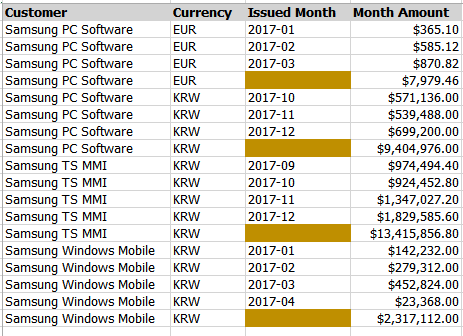 Customer Currency Issued Month Month Amount
Samsung PC Software EUR 2017-01 $365.10
Samsung PC Software EUR 2017-02 $585.12
Samsung PC Software EUR 2017-03 $870.82
Samsung PC Software EUR $7,979.46
Samsung PC Software KRW 2017-10 $571,136.00
Samsung PC Software KRW 2017-11 $539,488.00
Samsung PC Software KRW 2017-12 $699,200.00
Samsung PC Software KRW $9,404,976.00
Samsung TS MMI KRW 2017-09 $974,494.40
Samsung TS MMI KRW 2017-10 $924,452.80
Samsung TS MMI KRW 2017-11 $1,347,027.20
Samsung TS MMI KRW 2017-12 $1,829,585.60
Samsung TS MMI KRW $13,415,856.80
Samsung Windows Mobile KRW 2017-01 $142,232.00
Samsung Windows Mobile KRW 2017-02 $279,312.00
Samsung Windows Mobile KRW 2017-03 $452,824.00
Samsung Windows Mobile KRW 2017-04 $23,368.00
Samsung Windows Mobile KRW $2,317,112.00